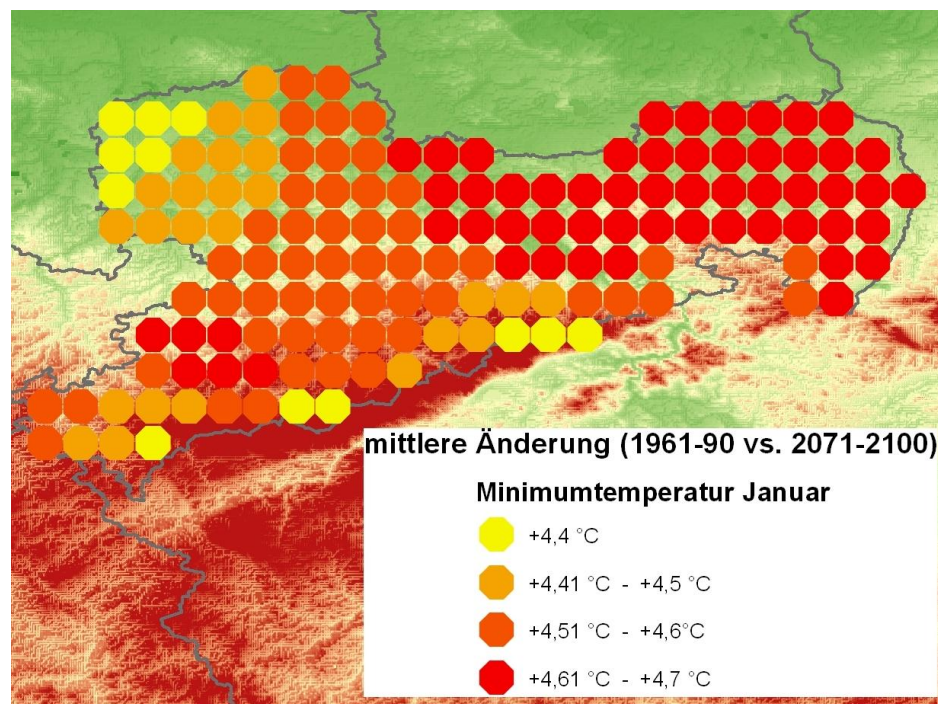 mittlere Änderung (1961-90 vs. 2071-2100)
Minimumtemperatur Januar
+4,4 °C
+4,41 °C - +4,5 °C
+4,51 °C - +4,6°C
+4,61 °C - +4,7 °C